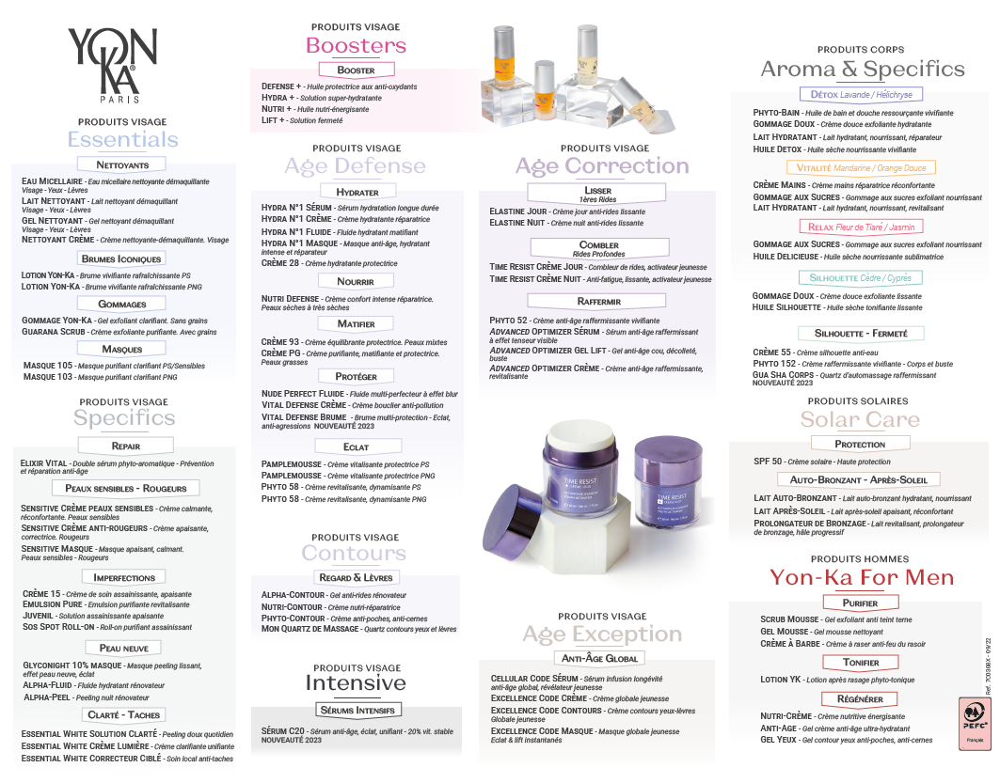 YON
KA®
PARIS
PRODUITS VISAGE
Essentials
NETTOYANTS
EAU MICELLAIRE - Eau micellaire nettoyante démaquillante
Visage - Yeux - Lèvres
LAIT NETTOYANT - Lait nettoyant démaquillant
Visage - Yeux - Lèvres
GEL NETTOYANT - Gel nettoyant démaquillant
Visage - Yeux - Lèvres
NETTOYANT CRÈME - Crème nettoyante-démaquillante. Visage
BRUMES ICONIQUES
LOTION YON-KA - Brume vivifiante rafraîchissante PS
LOTION YON-KA - Brume vivifiante rafraîchissante PNG
GOMMAGES
GOMMAGE YON-KA - Gel exfoliant clarifiant. Sans grains
GUARANA SCRUB - Crème exfoliante purifiante. Avec grains
MASQUES
MASQUE 105 - Masque purifiant clarifiant PS/Sensibles
MASQUE 103 - Masque purifiant clarifiant PNG
PRODUITS VISAGE
Specifics
REPAIR
ELIXIR VITAL - Double sérum phyto-aromatique - Prévention
et réparation anti-âge
PEAUX SENSIBLES - ROUGEURS
SENSITIVE CRÈME PEAUX SENSIBLES - Crème calmante,
réconfortante. Peaux sensibles
SENSITIVE CRÈME ANTI-ROUGEURS - Crème apaisante,
correctrice. Rougeurs
SENSITIVE MASQUE - Masque apaisant, calmant.
Peaux sensibles - Rougeurs
IMPERFECTIONS
CRÈME 15 - Crème de soin assainissante, apaisante
EMULSION PURE - Emulsion purifiante revitalisante
JUVENIL - Solution assainissante apaisante
SOS SPOT ROLL-ON - Roll-on purifiant assainissant
PEAU NEUVE
GLYCONIGHT 10% MASQUE - Masque peeling lissant,
effet peau neuve, éclat
ALPHA-FLUID - Fluide hydratant rénovateur
ALPHA-PEEL - Peeling nuit rénovateur
CLARTÉ - TACHES
ESSENTIAL WHITE SOLUTION CLARTÉ - Peeling doux quotidien
ESSENTIAL WHITE CRÈME LUMIÈRE - Crème clarifiante unifiante
ESSENTIAL WHITE CORRECTEUR CIBLÉ - Soin local anti-taches
PRODUITS VISAGE
Boosters
BOOSTER
DEFENSE + - Huile protectrice aux anti-oxydants
HYDRA + - Solution super-hydratante
NUTRI + - Huile nutri-énergisante
LIFT + - Solution fermeté
PRODUITS VISAGE
Age Defense
HYDRATER
HYDRA N°1 SÉRUM - Sérum hydratation longue durée
HYDRA N°1 CRÈME - Crème hydratante réparatrice
HYDRA N°1 FLUIDE - Fluide hydratant matifiant
HYDRA N°1 MASQUE - Masque anti-âge, hydratant
intense et réparateur
CRÈME 28 - Crème hydratante protectrice
NOURRIR
NUTRI DEFENSE - Crème confort intense réparatrice.
Peaux sèches à très sèches
MATIFIER
CRÈME 93 - Crème équilibrante protectrice. Peaux mixtes
CRÈME PG - Crème purifiante, matifiante et protectrice.
Peaux grasses
PROTÉGER
NUDE PERFECT FLUIDE - Fluide multi-perfecteur à effet blur
VITAL DEFENSE CRÈME - Crème bouclier anti-pollution
VITAL DEFENSE BRUME - Brume multi-protection - Eclat,
anti-agressions NOUVEAUTÉ 2023
ECLAT
PAMPLEMOUSSE - Crème vitalisante protectrice PS
PAMPLEMOUSSE - Crème vitalisante protectrice PNG
PHYTO 58 - Crème revitalisante, dynamisante PS
PHYTO 58 - Crème revitalisante, dynamisante PNG
PRODUITS VISAGE
Contours
REGARD & LÈVRES
ALPHA-CONTOUR - Gel anti-rides rénovateur
NUTRI-CONTOUR - Crème nutri-réparatrice
PHYTO-CONTOUR - Crème anti-poches, anti-cernes
MON QUARTZ DE MASSAGE - Quartz contours yeux et lèvres
PRODUITS VISAGE
Intensive
SÉRUMS INTENSIFS
SÉRUM C20 - Sérum anti-âge, éclat, unifiant - 20% vit. stable
NOUVEAUTÉ 2023
PRODUITS VISAGE
Age Correction
LISSER
1ères Rides
ELASTINE JOUR - Crème jour anti-rides lissante
ELASTINE NUIT - Crème nuit anti-rides lissante
COMBLER
Rides Profondes
TIME RESIST CRÈME JOUR - Combleur de rides, activateur jeunesse
TIME RESIST CRÈME NUIT - Anti-fatigue, lissante, activateur jeunesse
RAFFERMIR
PHYTO 52 - Crème anti-âge raffermissante vivifiante
ADVANCED OPTIMIZER SÉRUM - Sérum anti-âge raffermissant
à effet tenseur visible
ADVANCED OPTIMIZER GEL LIFT - Gel anti-âge cou, décolleté,
buste
ADVANCED OPTIMIZER CRÈME - Crème anti-âge raffermissante,
revitalisante
TIME RESIST
CRÈME JOUR
TIME RESIST
CRÈME NUIT
PRODUITS VISAGE
Age Exception
ANTI-ÂGE GLOBAL
CELLULAR CODE SÉRUM - Sérum infusion longévité
anti-âge global, révélateur jeunesse
EXCELLENCE CODE CRÈME - Crème globale jeunesse
EXCELLENCE CODE CONTOURS - Crème contours yeux-lèvres
Globale jeunesse
EXCELLENCE CODE MASQUE - Masque globale jeunesse
Eclat & lift instantanés
PRODUITS CORPS
Aroma & Specifics
DÉTOX Lavande / Hélichryse
PHYTO-BAIN - Huile de bain et douche ressourçante vivifiante
GOMMAGE DOUX - Crème douce exfoliante hydratante
LAIT HYDRATANT - Lait hydratant, nourrissant, réparateur
HUILE DETOX - Huile sèche nourrissante vivifiante
VITALITÉ Mandarine / Orange Douce
CRÈME MAINS - Crème mains réparatrice réconfortante
GOMMAGE AUX SUCRES - Gommage aux sucres exfoliant nourrissant
LAIT HYDRATANT - Lait hydratant, nourrissant, revitalisant
RELAX Fleur de Tiaré / Jasmin
GOMMAGE AUX SUCRES - Gommage aux sucres exfoliant nourrissant
HUILE DELICIEUSE - Huile sèche nourrissante sublimatrice
SILHOUETTE Cèdre / Cyprès
GOMMAGE DOUX - Crème douce exfoliante lissante
HUILE SILHOUETTE - Huile sèche tonifiante lissante
SILHOUETTE - FERMETÉ
CRÈME 55 - Crème silhouette anti-eau
PHYTO 152 - Crème raffermissante vivifiante - Corps et buste
GUA SHA CORPS - Quartz d'automassage raffermissant
NOUVEAUTÉ 2023
PRODUITS SOLAIRES
Solar Care
PROTECTION
SPF 50 - Crème solaire - Haute protection
AUTO-BRONZANT - APRÈS-SOLEIL
LAIT AUTO-BRONZANT - Lait auto-bronzant hydratant, nourrissant
LAIT APRÈS-SOLEIL - Lait après-soleil apaisant, réconfortant
PROLONGATEUR DE BRONZAGE - Lait revitalisant, prolongateur
de bronzage, hâle progressif
PRODUITS HOMMES
Yon-Ka For Men
PURIFIER
SCRUB MOUSSE - Gel exfoliant anti teint terne
GEL MOUSSE - Gel mousse nettoyant
CRÈME À BARBE - Crème à raser anti-feu du rasoir
TONIFIER
LOTION YK - Lotion après rasage phyto-tonique
RÉGÉNÉRER
NUTRI-CRÈME - Crème nutritive énergisante
ANTI-AGE - Gel crème anti-âge ultra-hydratant
GEL YEUX - Gel contour yeux anti-poches, anti-cernes
PEFC
Français